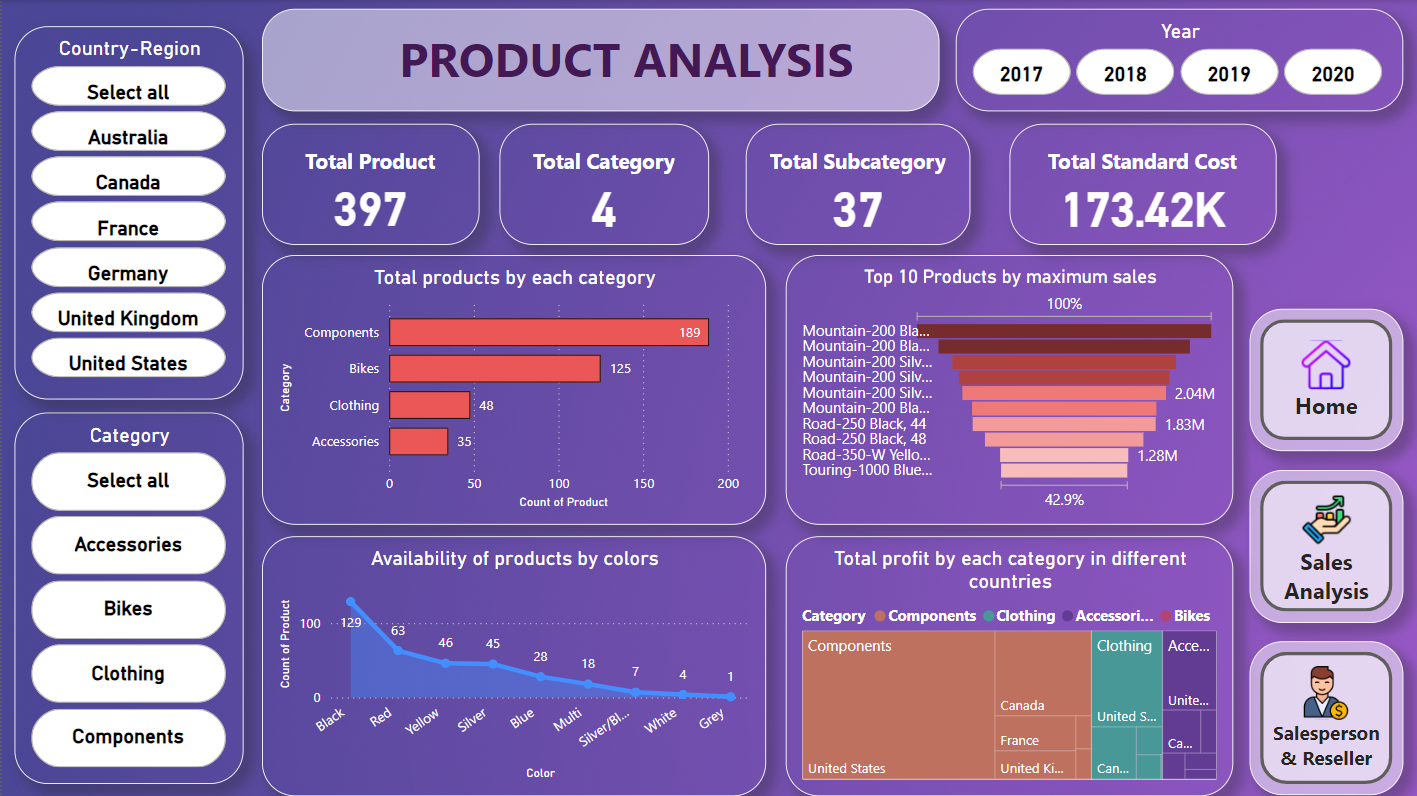 Country-Region
Select all
Australia
Canada
France
Germany
United Kingdom
United States
Category
Select all
Accessories
Bikes
Clothing
Components
PRODUCT ANALYSIS
Year
2017 2018 2019 2020
Total Product
397
Total Category
4
Total Subcategory
37
Total Standard Cost
173.42K
Total products by each category
Category
Components 189
Bikes 125
Clothing 48
Accessories 35
0 50 100 150 200
Count of Product
Top 10 Products by maximum sales
100%
Mountain-200 Bla...
Mountain-200 Bla...
Mountain-200 Silv...
Mountain-200 Silv...
Mountain-200 Silv... 2.04M
Mountain-200 Bla...
Road-250 Black, 44 1.83M
Road-250 Black, 48
Road-350-W Yello... 1.28M
Touring-1000 Blue...
42.9%
Availability of products by colors
Count of Product
100
0
129 63 46 45 28 18 7 4 1
Black Red Yellow Silver Blue Multi Silver/Bl... White Grey
Color
Total profit by each category in different
countries
Category Components Clothing Accessori... Bikes
Components
United States
Canada
France
United Ki...
Clothing
United S...
Can...
Acce...
Unite...
Ca...
Home
Sales
Analysis
Salesperson
& Reseller